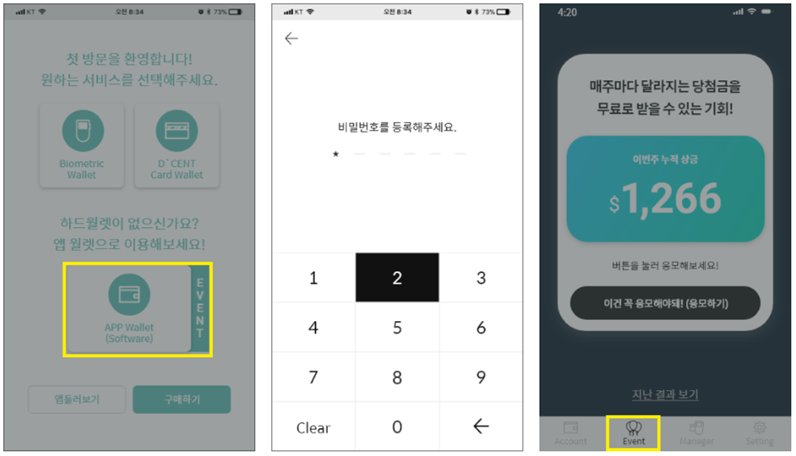 KT
오전 8:34
73%
첫 방문을 환영합니다!
원하는 서비스를 선택해주세요.
Biometric
Wallet
D`CENT
Card Wallet
하드월렛이 없으신가요?
앱 월렛으로 이용해보세요!
APP Wallet
(Software)
EVENT
앱둘러보기
구매하기
KT
오전 8:34
73%
←
비밀번호를 등록해주세요.
*
1 2 3
4 5 6
7 8 9
Clear 0 ←
4:20
매주마다 달라지는 당첨금을
무료로 받을 수 있는 기회!
이번주 누적 상금
$1,266
버튼을 눌러 응모해보세요!
이건 꼭 응모해야돼! (응모하기)
지난 결과 보기
Account Event Manager Setting